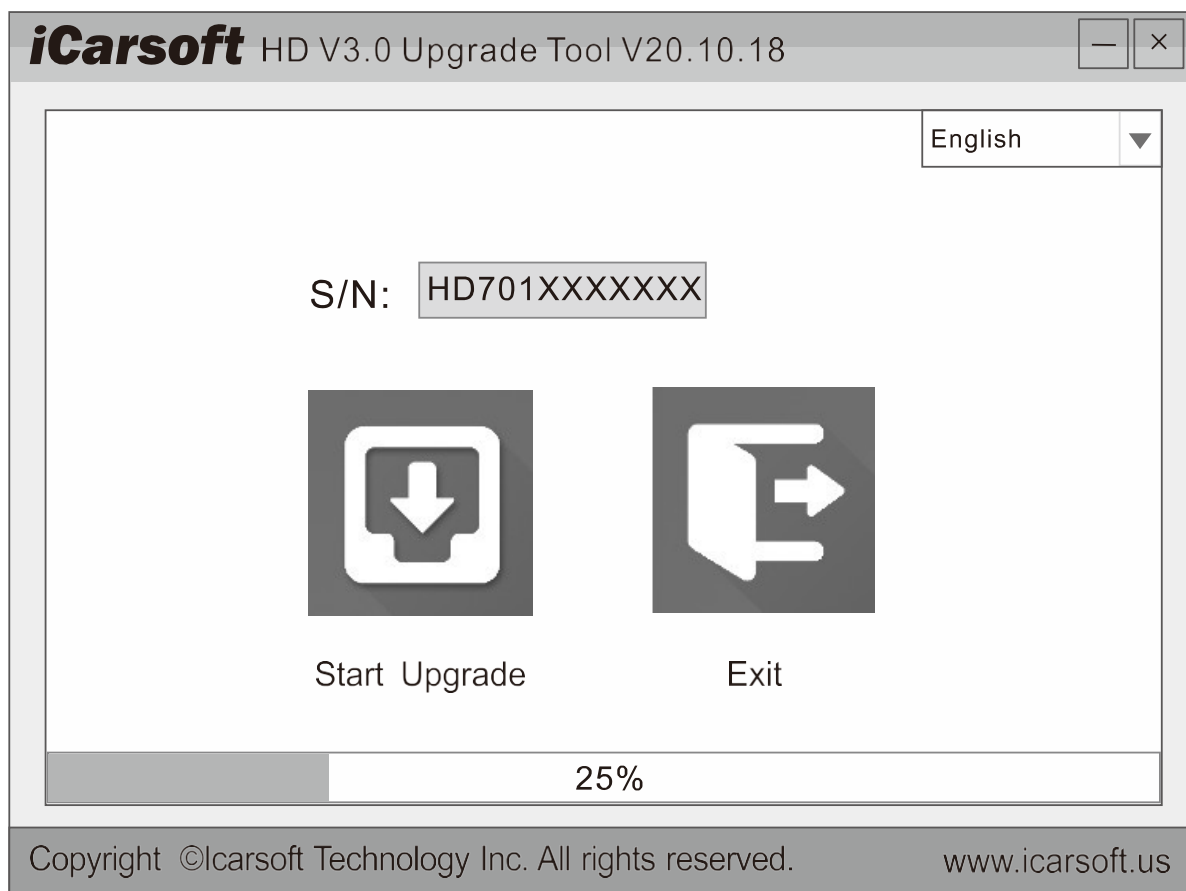 iCarsoft HD V3.0 Upgrade Tool V20.10.18
English
S/N: HD701XXXXXXX
Start Upgrade Exit
25%
Copyright ©Icarsoft Technology Inc. All rights reserved. www.icarsoft.us